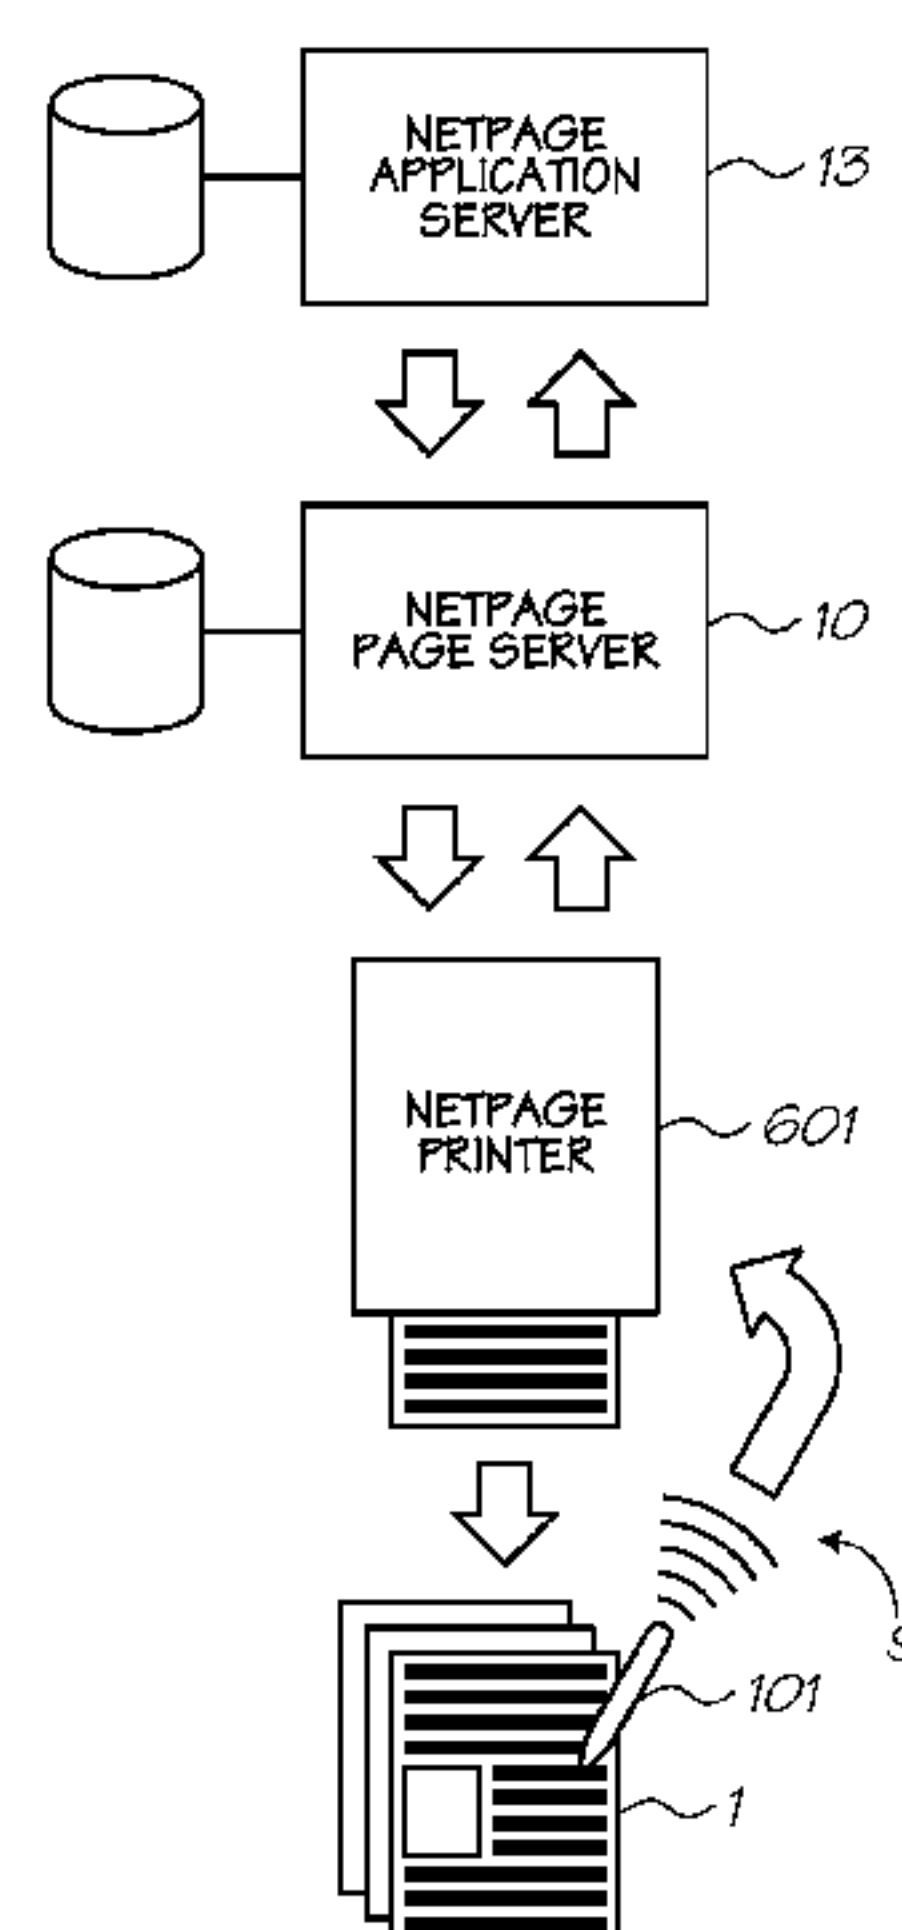 NETPAGE
APPLICATION
SERVER
13
NETPAGE
PAGE SERVER
10
NETPAGE
PRINTER
601
101
1